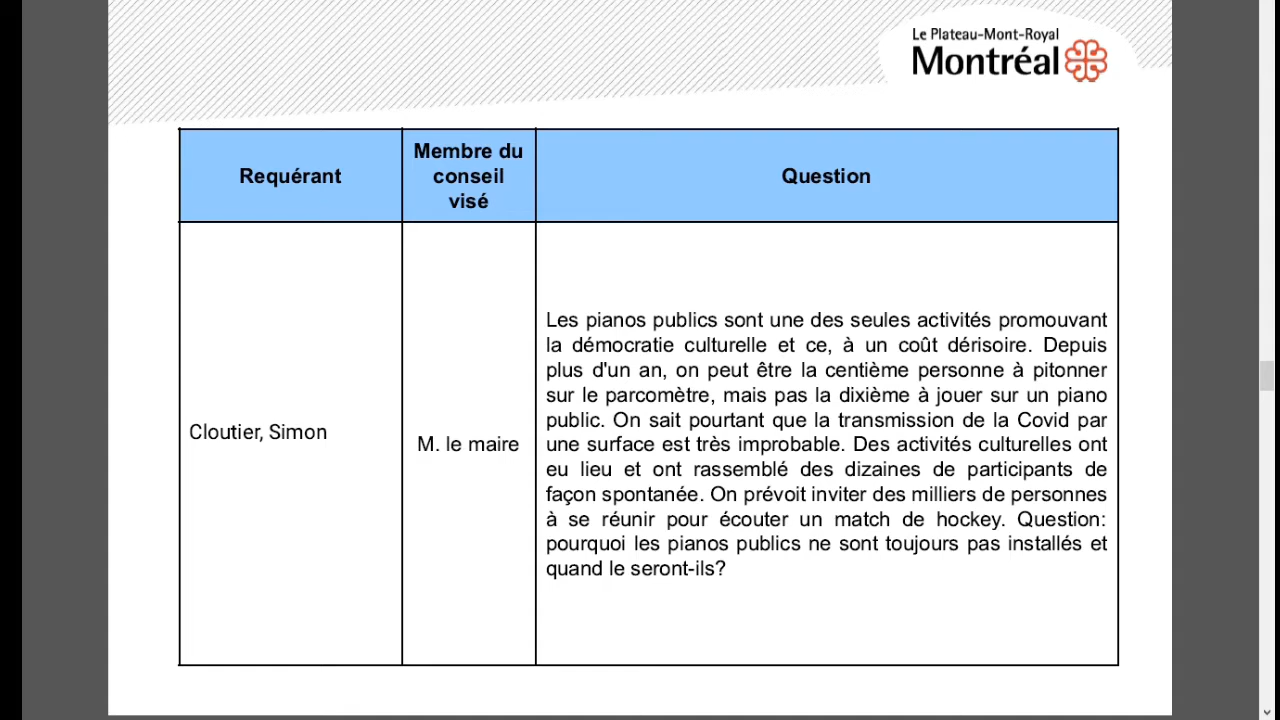 Le Plateau-Mont-Royal
Montréal
Requérant
Membre du
conseil
visé
Question
Cloutier, Simon
M. le maire
Les pianos publics sont une des seules activités promouvant
la démocratie culturelle et ce, à un coût dérisoire. Depuis
plus d'un an, on peut être la centième personne à pitonner
sur le parcomètre, mais pas la dixième à jouer sur un piano
public. On sait pourtant que la transmission de la Covid par
une surface est très improbable. Des activités culturelles ont
eu lieu et ont rassemblé des dizaines de participants de
façon spontanée. On prévoit inviter des milliers de personnes
à se réunir pour écouter un match de hockey. Question:
pourquoi les pianos publics ne sont toujours pas installés et
quand le seront-ils?